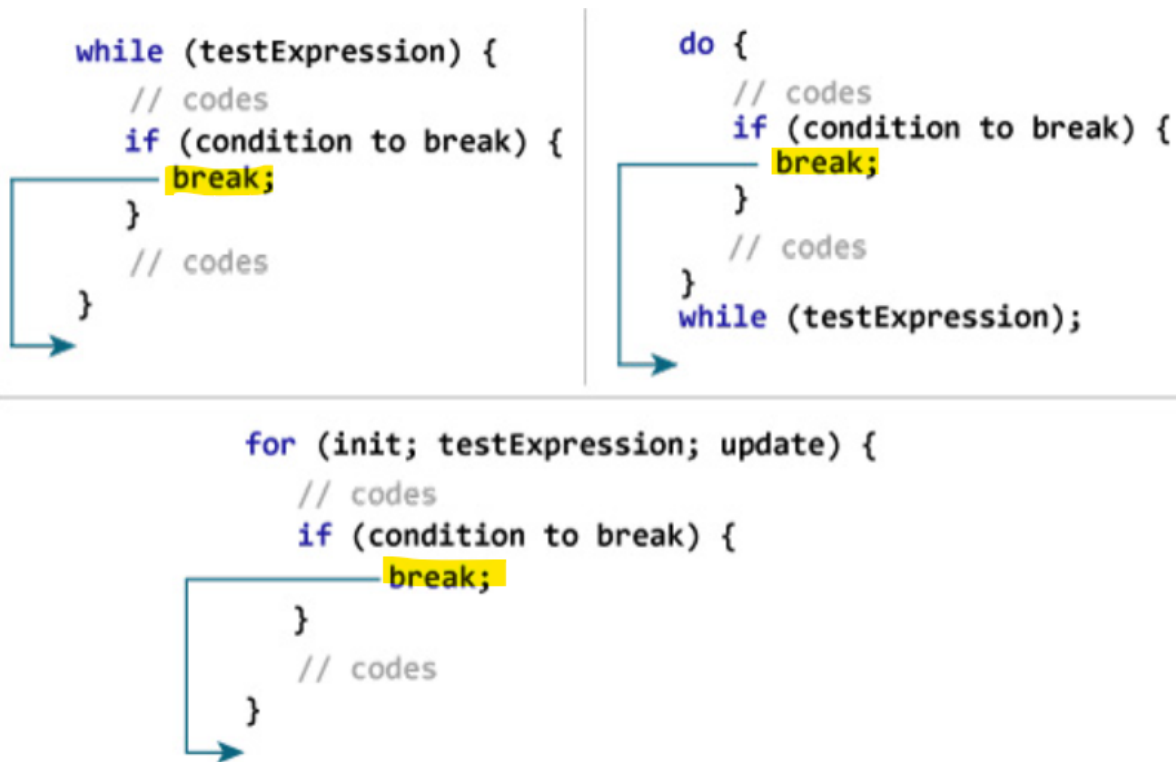 while (testExpression) {
// codes
if (condition to break) {
break;
}
// codes
}
do {
// codes
if (condition to break) {
break;
}
// codes
}
while (testExpression);
for (init; testExpression; update) {
// codes
if (condition to break) {
break;
}
// codes
}